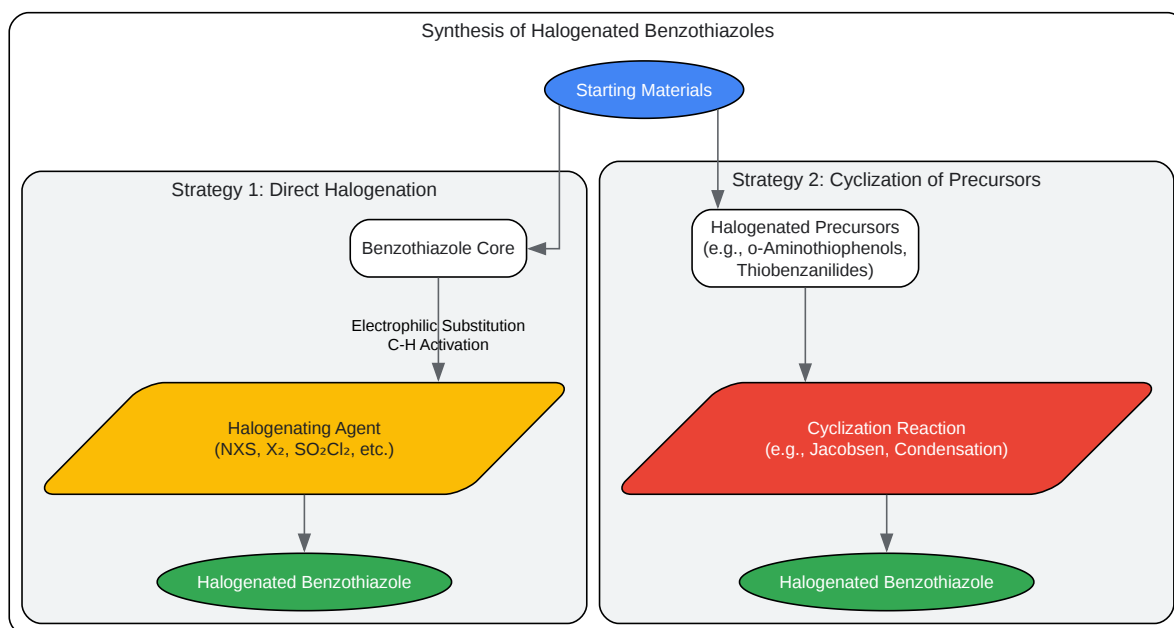 Synthesis of Halogenated Benzothiazoles
Starting Materials
Strategy 1: Direct Halogenation
Benzothiazole Core
Electrophilic Substitution
C-H Activation
Halogenating Agent
(NXS, X₂, SO₂Cl₂, etc.)
Halogenated Benzothiazole
Strategy 2: Cyclization of Precursors
Halogenated Precursors
(e.g., o-Aminothiophenols,
Thiobenzanilides)
Cyclization Reaction
(e.g., Jacobsen, Condensation)
Halogenated Benzothiazole